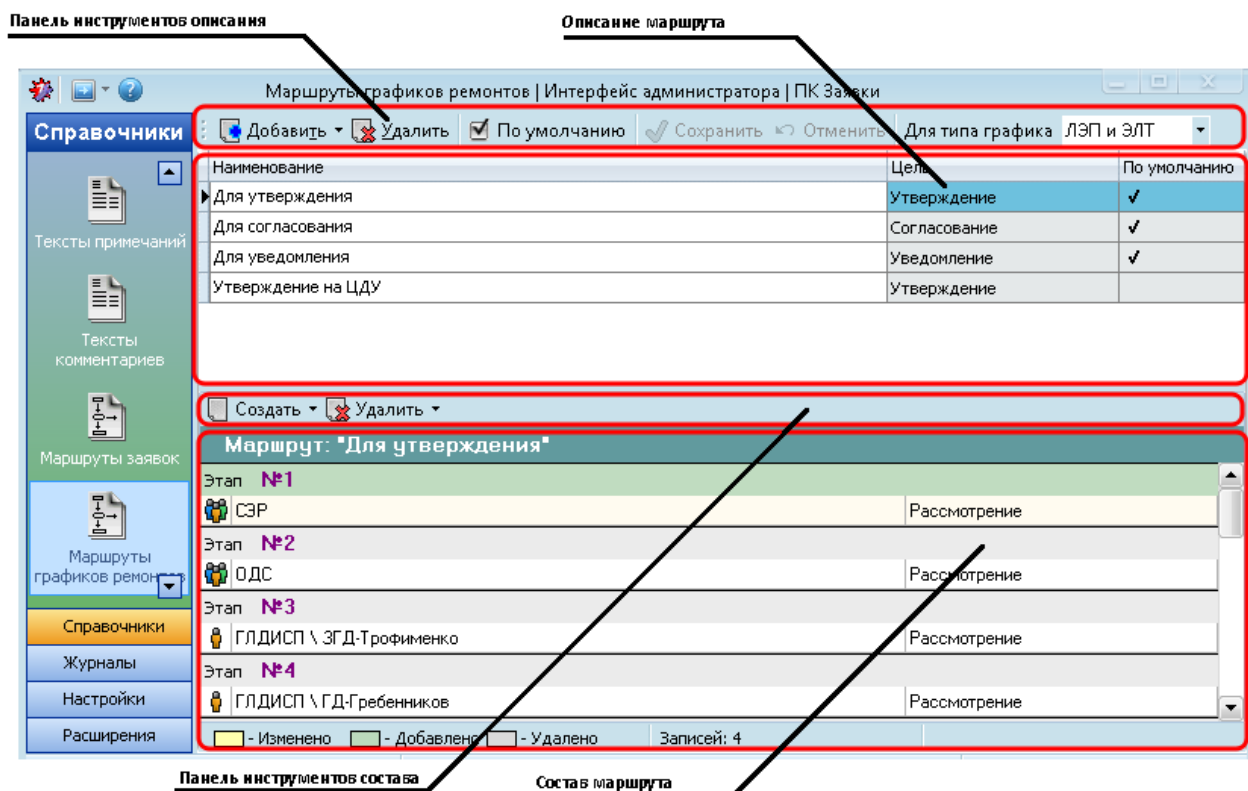 Панель инструментов описания
Описание маршрута
Маршруты графиков ремонтов | Интерфейс администратора | ПК Заявки
Справочники
Добавить Удалить По умолчанию Сохранить Отменить Для типа графика ЛЭП и ЭЛТ
Наименование Цель По умолчанию
Для утверждения Утверждение
Для согласования Согласование
Для уведомления Уведомление
Утверждение на ЦДУ Утверждение
Тексты примечаний
Тексты
комментариев
Маршруты заявок
Маршруты
графиков ремонтов
Справочники
Журналы
Настройки
Расширения
Создать Удалить
Маршрут: "Для утверждения"
Этап №1
СЭР Рассмотрение
Этап №2
ОДС Рассмотрение
Этап №3
ГЛДИСП \ ЗГД-Трофименко Рассмотрение
Этап №4
ГЛДИСП \ ГД-Гребенников Рассмотрение
- Изменено - Добавлено - Удалено Записей: 4
Панель инструментов состава
Состав маршрута